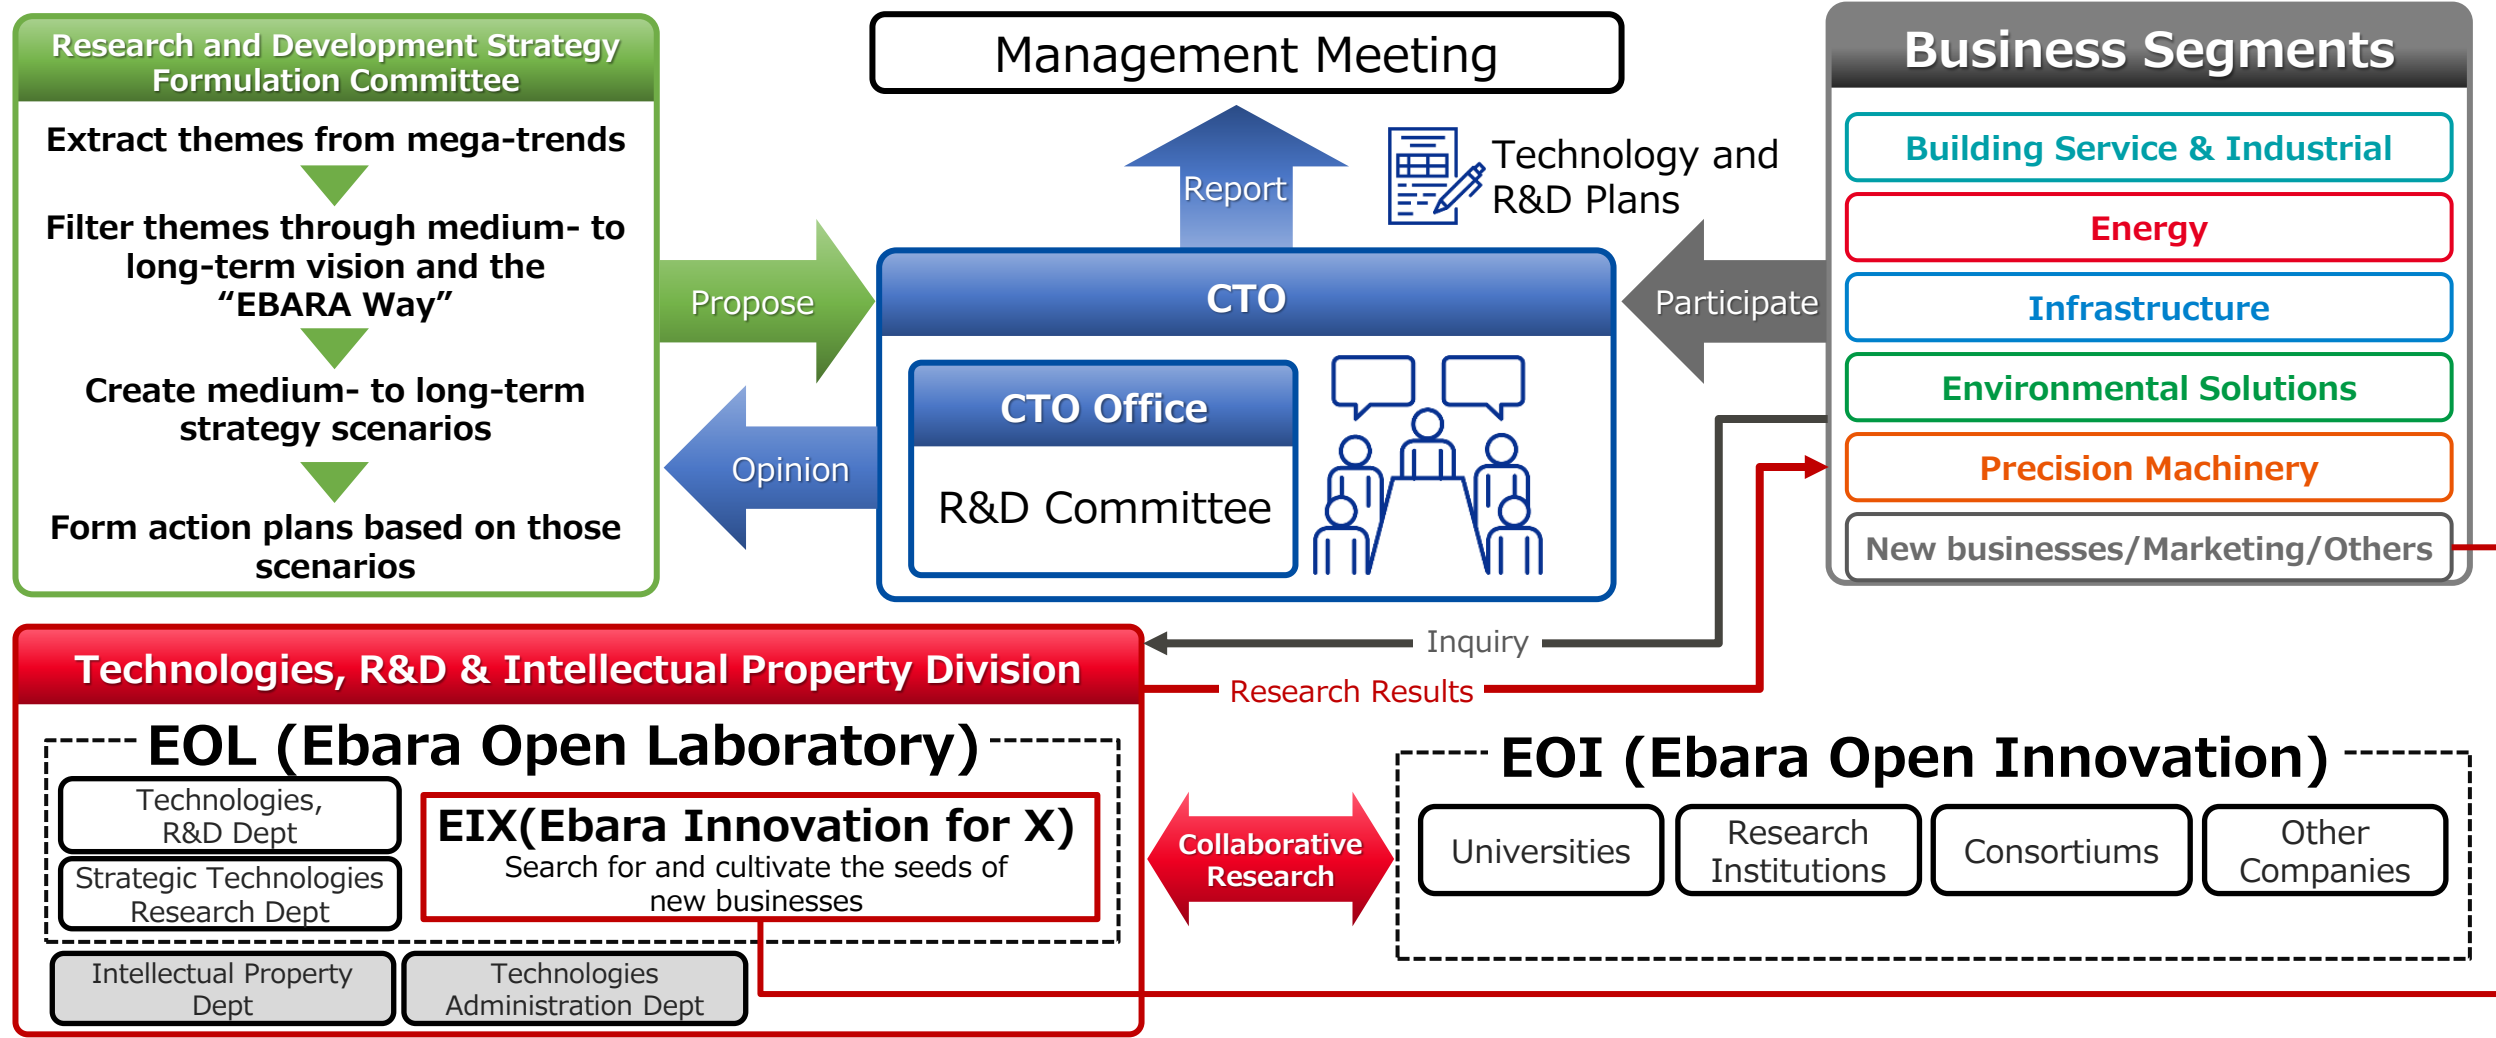 Research and Development Strategy
Formulation Committee
Extract themes from mega-trends
Filter themes through medium- to
long-term vision and the
“EBARA Way”
Create medium- to long-term
strategy scenarios
Form action plans based on those
scenarios
Propose
Opinion
Management Meeting
Report
Technology and
R&D Plans
CTO
CTO Office
R&D Committee
Participate
Business Segments
Building Service & Industrial
Energy
Infrastructure
Environmental Solutions
Precision Machinery
New businesses/Marketing/Others
Inquiry
Research Results
Technologies, R&D & Intellectual Property Division
EOL (Ebara Open Laboratory)
Technologies,
R&D Dept
Strategic Technologies
Research Dept
EIX(Ebara Innovation for X)
Search for and cultivate the seeds of
new businesses
Intellectual Property
Dept
Technologies
Administration Dept
Collaborative
Research
EOI (Ebara Open Innovation)
Universities
Research
Institutions
Consortiums
Other
Companies